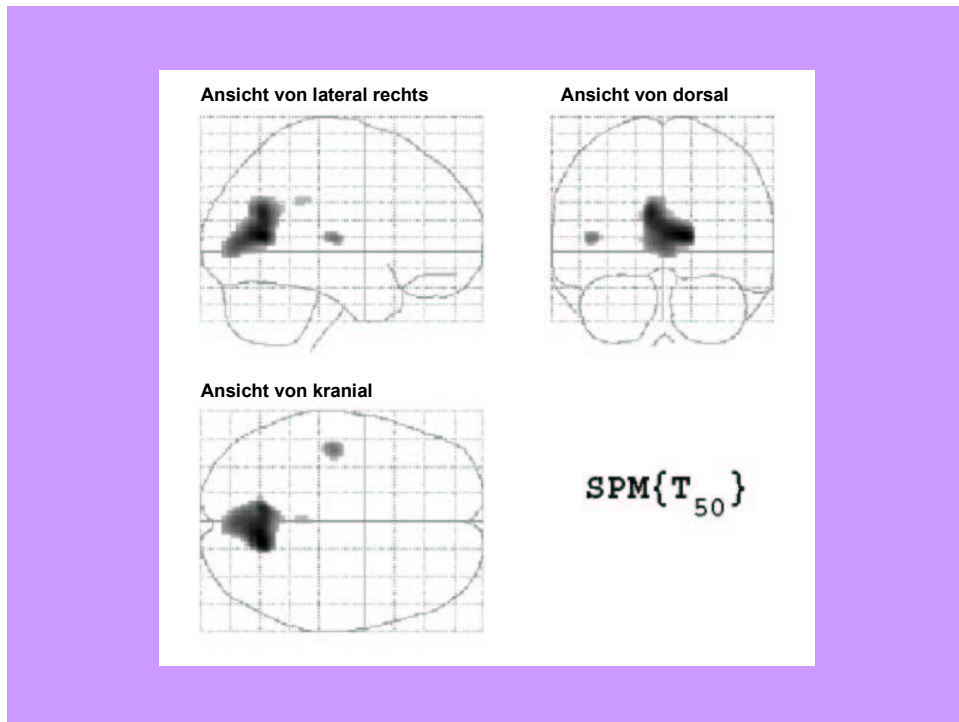 Ansicht von lateral rechts
Ansicht von dorsal
Ansicht von kranial
SPM{T50}